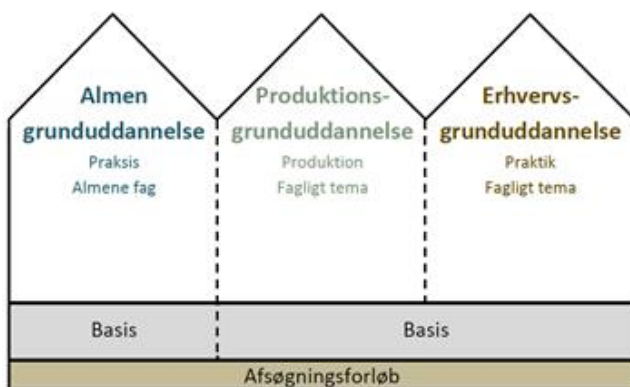 Almen
grunduddannelse
Praksis
Almene fag
Produktions-
grunduddannelse
Produktion
Fagligt tema
Erhvervs-
grunduddannelse
Praktik
Fagligt tema
Basis
Basis
Afsøgningsforløb